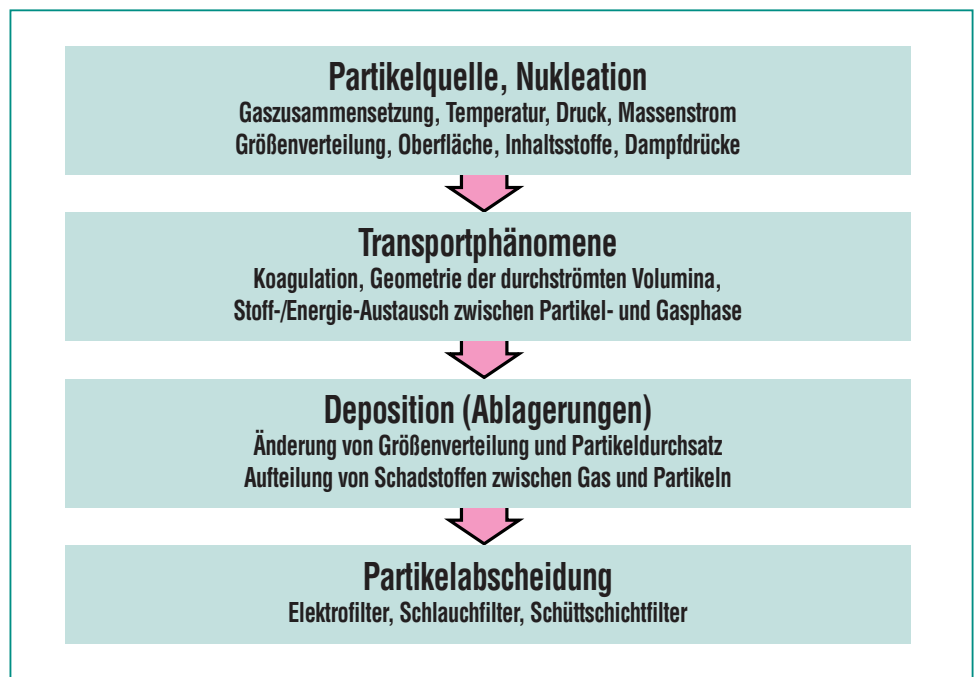 Partikelquelle, Nukleation
Gaszusammensetzung, Temperatur, Druck, Massenstrom
Größenverteilung, Oberfläche, Inhaltsstoffe, Dampfdrücke
Transportphänomene
Koagulation, Geometrie der durchströmten Volumina,
Stoff-/Energie-Austausch zwischen Partikel- und Gasphase
Deposition (Ablagerungen)
Änderung von Größenverteilung und Partikeldurchsatz
Aufteilung von Schadstoffen zwischen Gas und Partikeln
Partikelabscheidung
Elektrofilter, Schlauchfilter, Schüttschichtfilter